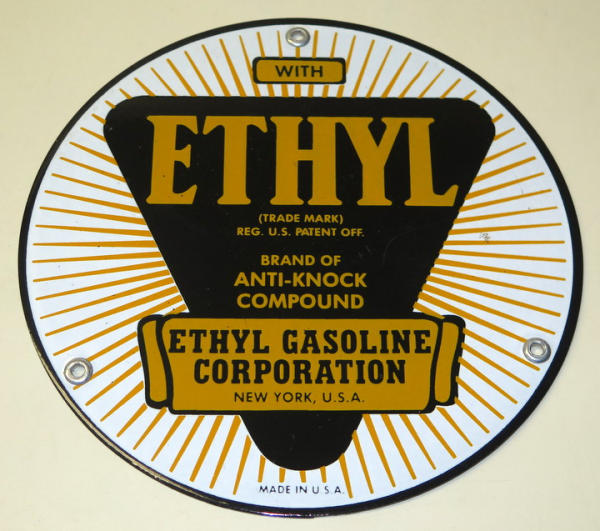 WITH
ETHYL
(TRADE MARK)
REG. U.S. PATENT OFF.
BRAND OF
ANTI-KNOCK
COMPOUND
ETHYL GASOLINE
CORPORATION
NEW YORK, U.S.A.
MADE IN U.S.A.